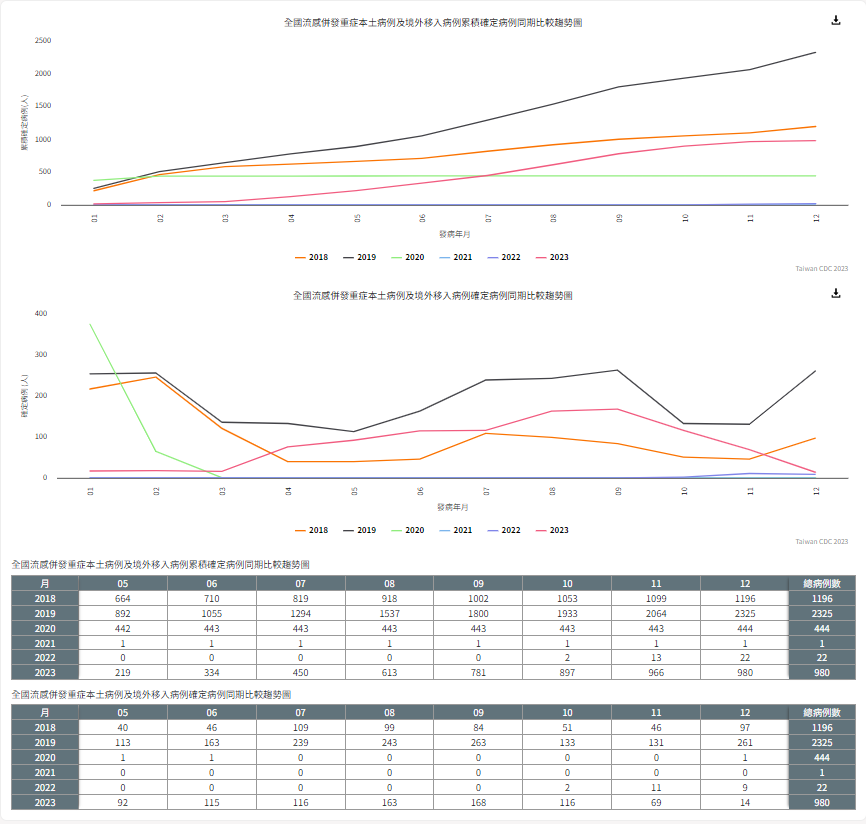 全國流感併發重症本土病例及境外移入病例累積確定病例同期比較趨勢圖
2500
2000
1500
1000
500
0
累積確定病例(人)
01 02 03 04 05 06 07 08 09 10 11 12
發病年月
2018 2019 2020 2021 2022 2023
Taiwan CDC 2023
全國流感併發重症本土病例及境外移入病例確定病例同期比較趨勢圖
400
300
200
100
0
確定病例 (人)
01 02 03 04 05 06 07 08 09 10 11 12
發病年月
2018 2019 2020 2021 2022 2023
Taiwan CDC 2023
全國流感併發重症本土病例及境外移入病例累積確定病例同期比較趨勢圖
月 05 06 07 08 09 10 11 12 總病例數
2018 664 710 819 918 1002 1053 1099 1196 1196
2019 892 1055 1294 1537 1800 1933 2064 2325 2325
2020 442 443 443 443 443 443 443 444 444
2021 1 1 1 1 1 1 1 1 1
2022 0 0 0 0 0 2 13 22 22
2023 219 334 450 613 781 897 966 980 980
全國流感併發重症本土病例及境外移入病例確定病例同期比較趨勢圖
月 05 06 07 08 09 10 11 12 總病例數
2018 40 46 109 99 84 51 46 97 1196
2019 113 163 239 243 263 133 131 261 2325
2020 1 1 0 0 0 0 0 1 444
2021 0 0 0 0 0 0 0 0 1
2022 0 0 0 0 0 2 11 9 22
2023 92 115 116 163 168 116 69 14 980